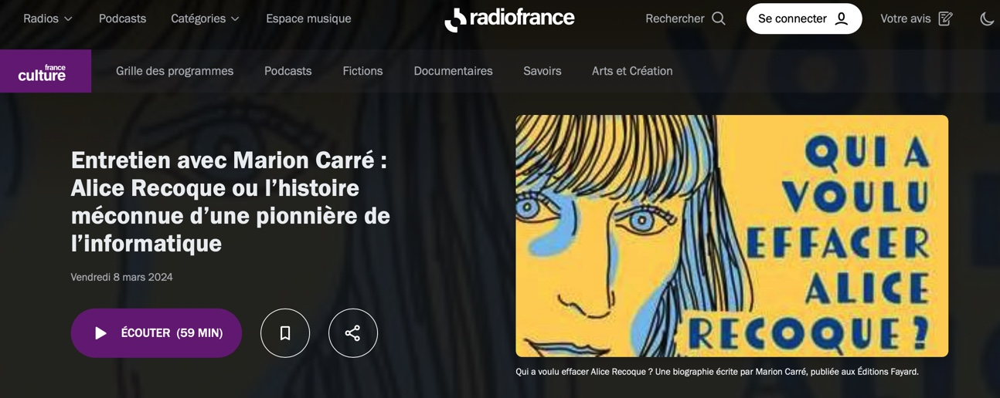 Radios
Podcasts
Catégories
Espace musique
radiofrance
Rechercher
Se connecter
Votre avis
france
culture
Grille des programmes
Podcasts
Fictions
Documentaires
Savoirs
Arts et Création
Entretien avec Marion Carré :
Alice Recoque ou l’histoire
méconnue d’une pionnière de
l’informatique
Vendredi 8 mars 2024
ÉCOUTER (59 MIN)
QUI A
VOULU
EFFACER
ALICE
RECOQUE ?
Qui a voulu effacer Alice Recoque ? Une biographie écrite par Marion Carré, publiée aux Éditions Fayard.